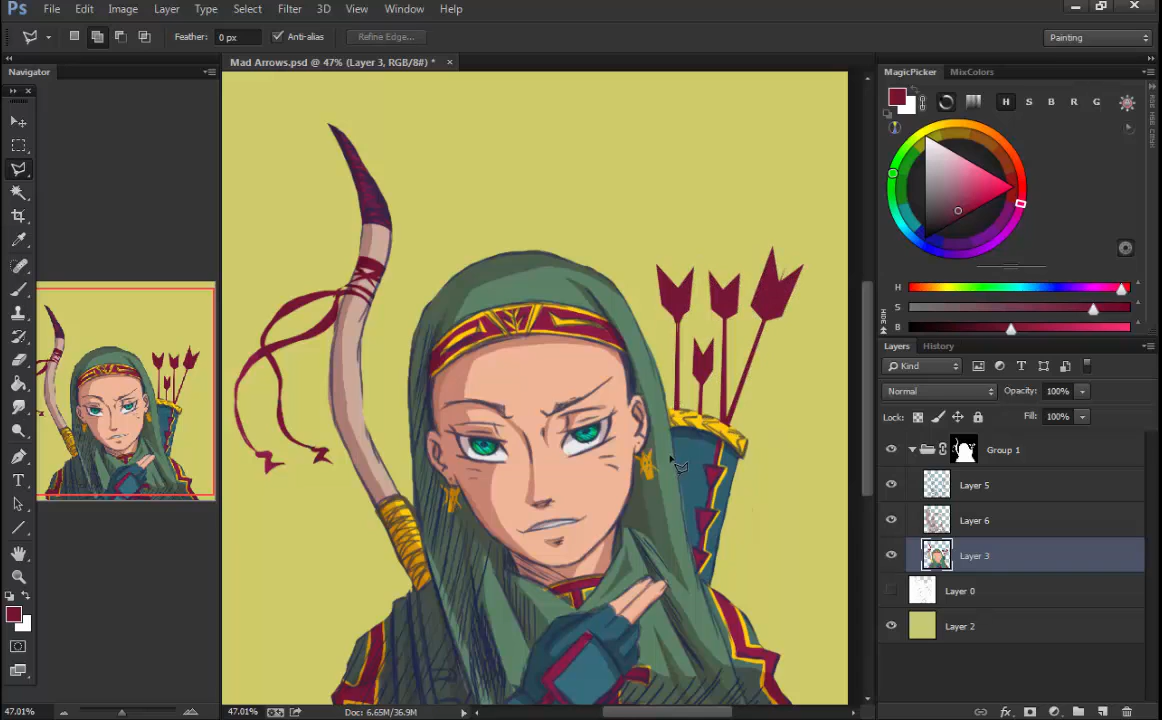 Ps File Edit Image Layer Type Select Filter 3D View Window Help
Feather: 0 px Anti-alias Refine Edge... Painting
Navigator
Mad Arrows.psd @ 47% (Layer 3, RGB/8#) * ×
MagicPicker MixColors
H S B R G
H
S
B
HIDE
Layers History
Kind
Normal Opacity: 100%
Lock: Fill: 100%
Group 1
Layer 5
Layer 6
Layer 3
Layer 0
Layer 2
47.01%
47.01% Doc: 6.65M/36.9M
fx